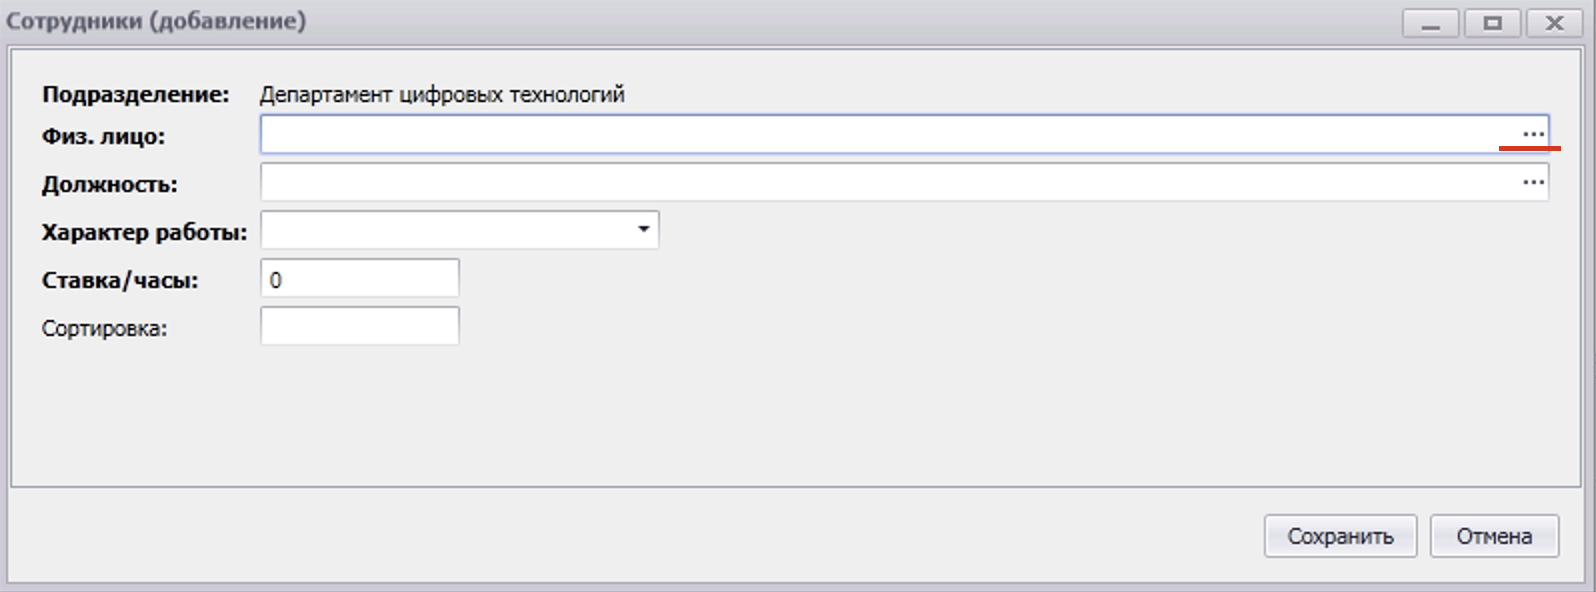 Сотрудники (добавление)
Подразделение: Департамент цифровых технологий
Физ. лицо: ...
Должность: ...
Характер работы:
Ставка/часы: 0
Сортировка:
Сохранить Отмена